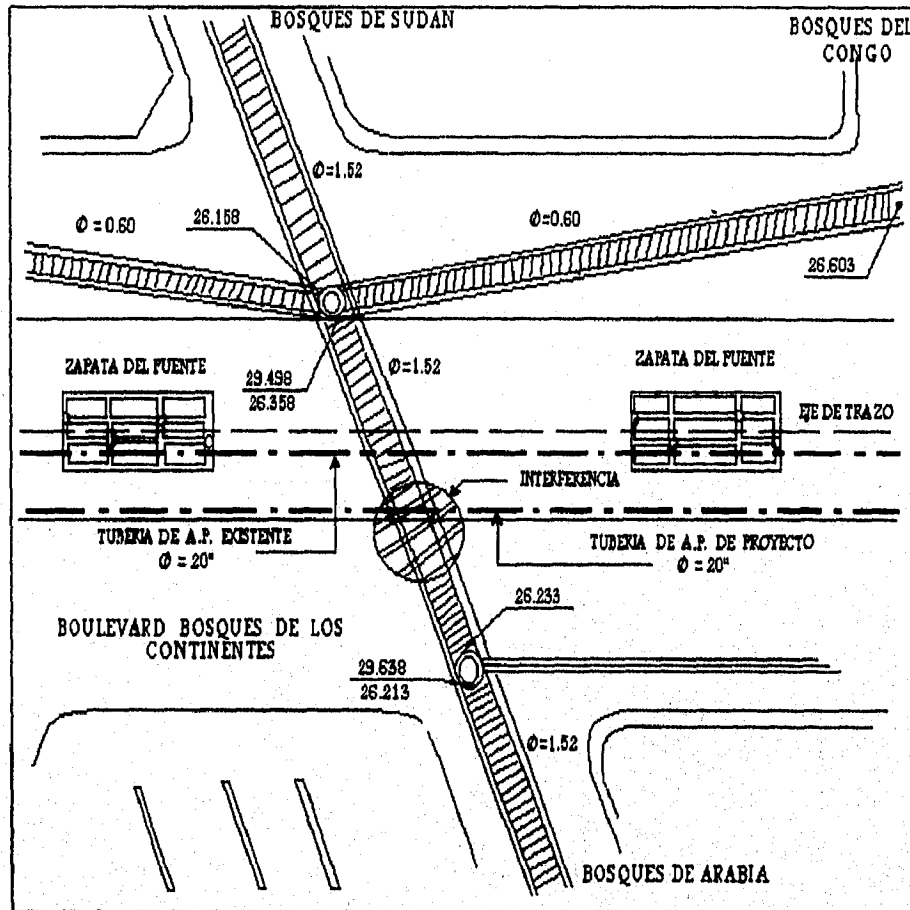 BOSQUES DE SUDAN
BOSQUES DEL
CONGO
Ø=1.52
Ø=0.60
26.158
Ø=0.60
26.603
ZAPATA DEL PUENTE
29.498
26.358
Ø=1.52
ZAPATA DEL PUENTE
EJE DE TRAZO
INTERFERENCIA
TUBERIA DE A.P. EXISTENTE
Ø = 20"
TUBERIA DE A.P. DE PROYECTO
Ø = 20"
26.233
BOULEVARD BOSQUES DE LOS
CONTINENTES
29.638
26.213
Ø=1.52
BOSQUES DE ARABIA